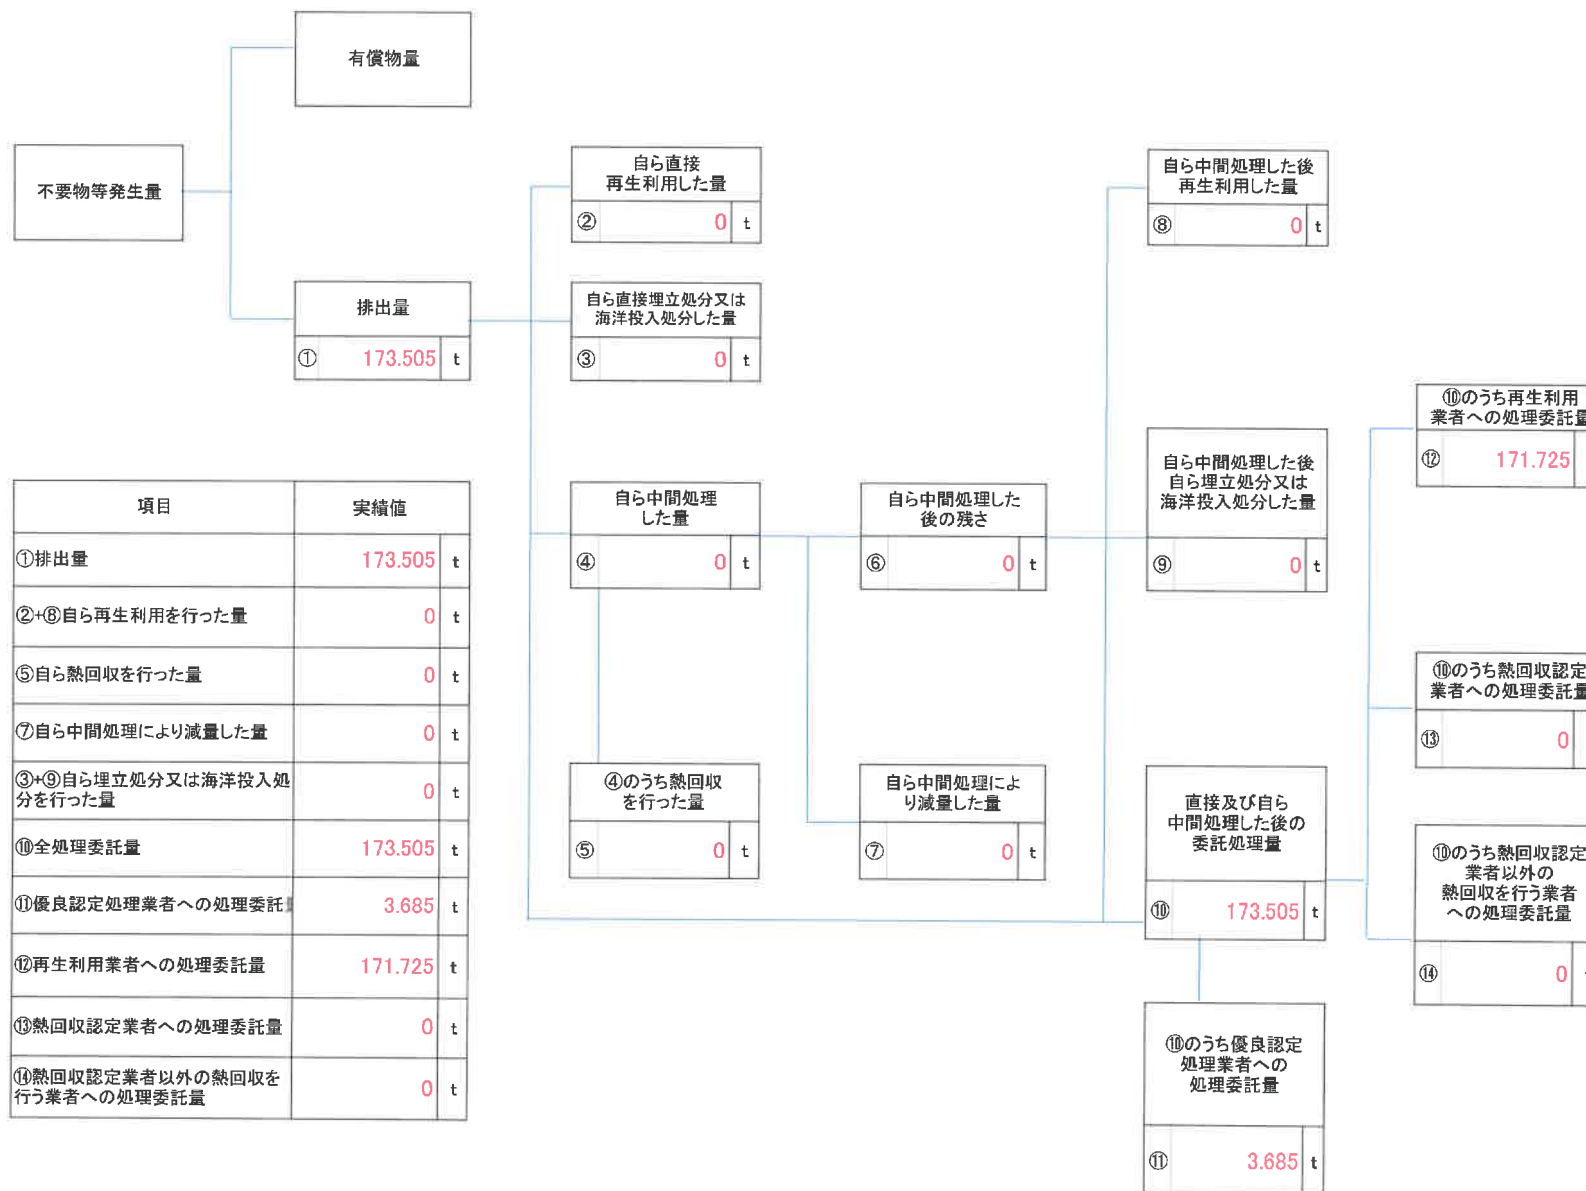 有償物量
不要物等発生量
排出量
① 173.505 t
自ら直接
再生利用した量
② 0 t
自ら直接埋立処分又は
海洋投入処分した量
③ 0 t
自ら中間処理
した量
④ 0 t
④のうち熱回収
を行った量
⑤ 0 t
自ら中間処理した
後の残さ
⑥ 0 t
自ら中間処理によ
り減量した量
⑦ 0 t
自ら中間処理した後
再生利用した量
⑧ 0 t
自ら中間処理した後
自ら埋立処分又は
海洋投入処分した量
⑨ 0 t
直接及び自ら
中間処理した後の
委託処理量
⑩ 173.505 t
⑩のうち優良認定
処理業者への
処理委託量
⑪ 3.685 t
⑩のうち再生利用
業者への処理委託量
⑫ 171.725
⑩のうち熱回収認定
業者への処理委託量
⑬ 0
⑩のうち熱回収認定
業者以外の
熱回収を行う業者
への処理委託量
⑭ 0
項目 実績値
①排出量 173.505 t
②+⑧自ら再生利用を行った量 0 t
⑤自ら熱回収を行った量 0 t
⑦自ら中間処理により減量した量 0 t
③+⑨自ら埋立処分又は海洋投入処
分を行った量 0 t
⑩全処理委託量 173.505 t
⑪優良認定処理業者への処理委託 3.685 t
⑫再生利用業者への処理委託量 171.725 t
⑬熱回収認定業者への処理委託量 0 t
⑭熱回収認定業者以外の熱回収を
行う業者への処理委託量 0 t